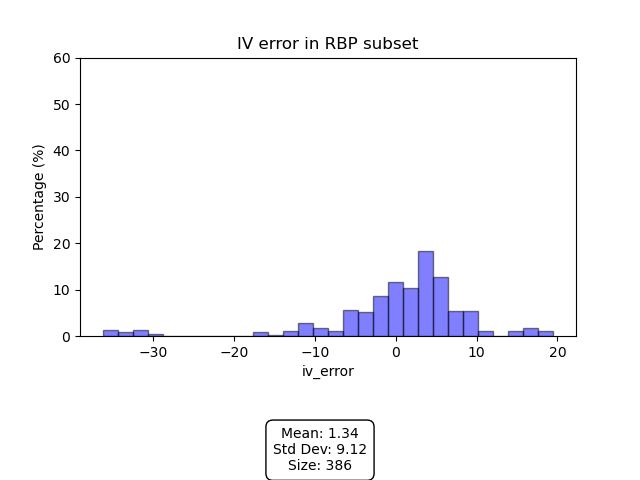 IV error in RBP subset
Percentage (%)
60
50
40
30
20
10
0
−30 −20 −10 0 10 20
iv_error
Mean: 1.34
Std Dev: 9.12
Size: 386